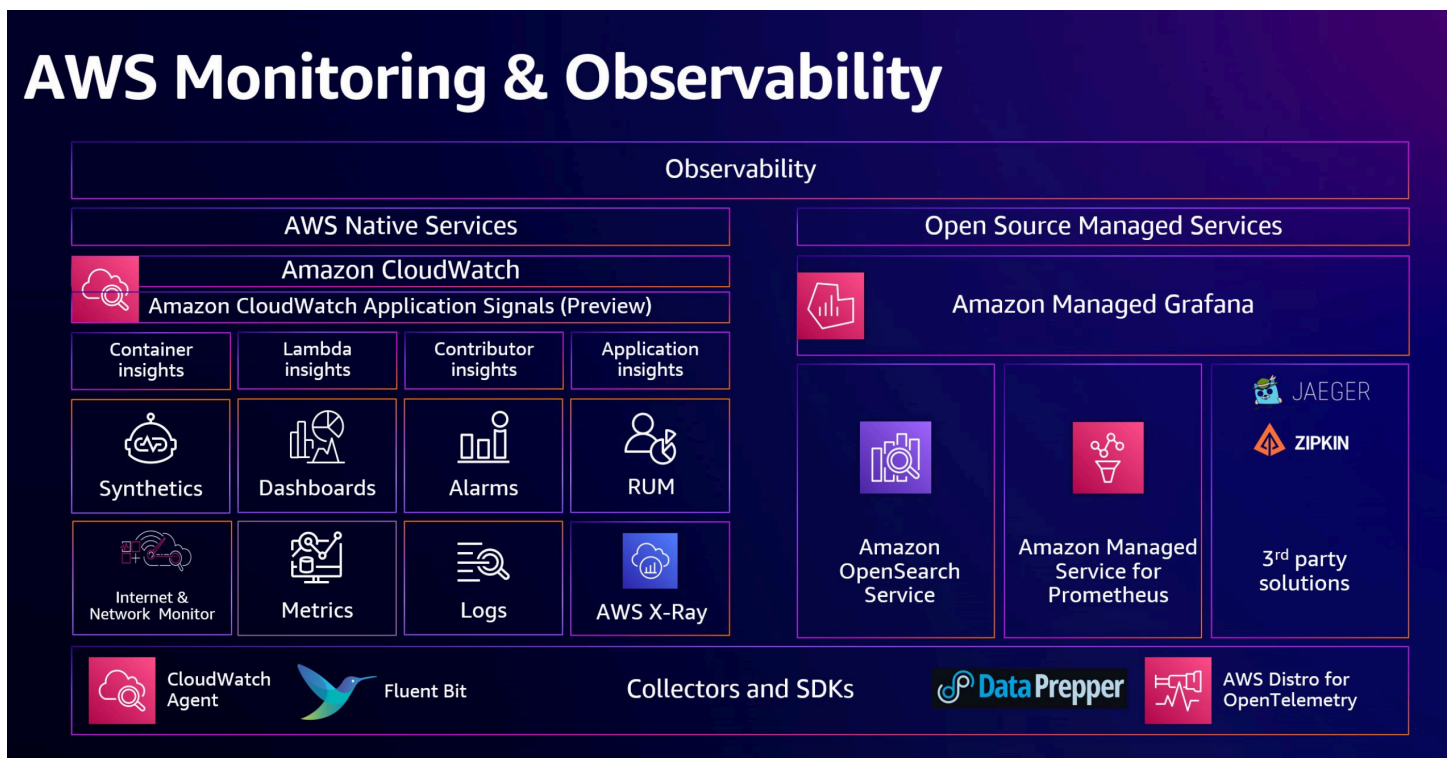 AWS Monitoring & Observability
Observability
AWS Native Services
Open Source Managed Services
Amazon CloudWatch
Amazon CloudWatch Application Signals (Preview)
Amazon Managed Grafana
Container
insights
Lambda
insights
Contributor
insights
Application
insights
Synthetics
Dashboards
Alarms
RUM
Internet &
Network Monitor
Metrics
Logs
AWS X-Ray
Amazon
OpenSearch
Service
Amazon Managed
Service for
Prometheus
JAEGER
ZIPKIN
3rd party
solutions
CloudWatch
Agent
Fluent Bit
Collectors and SDKs
Data Prepper
AWS Distro for
OpenTelemetry